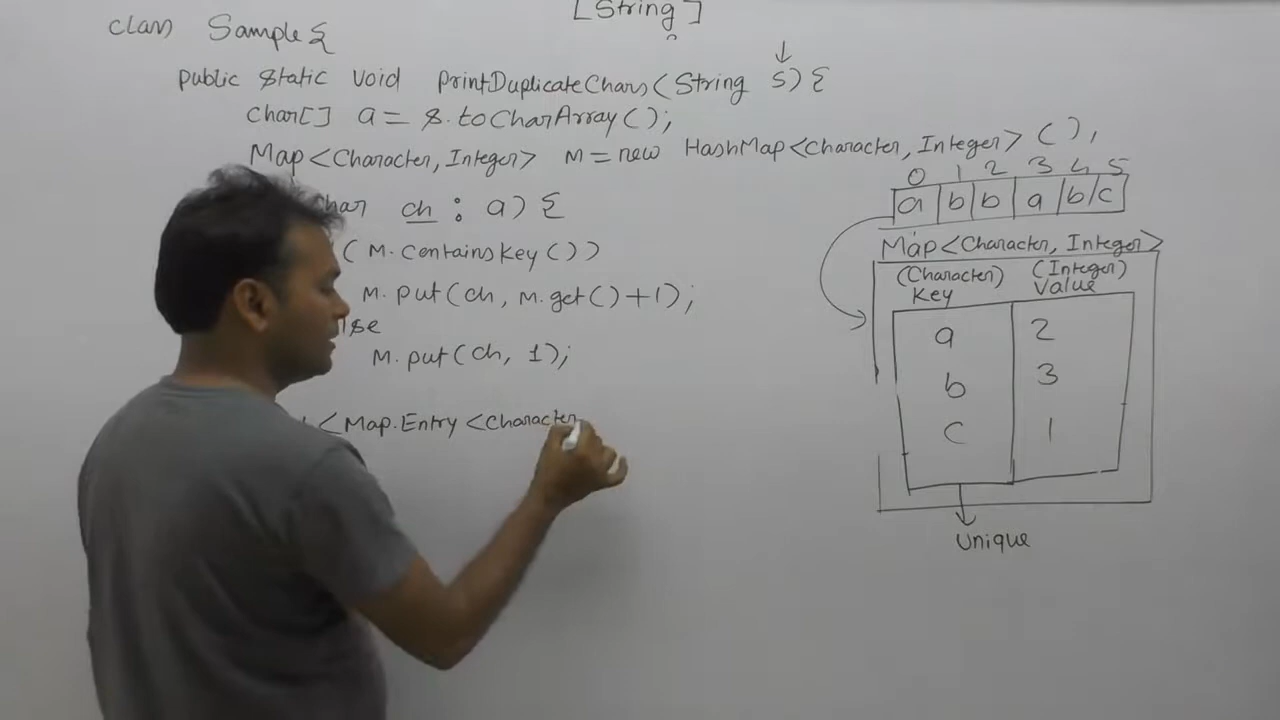 [String]
class Sample {
public static void printDuplicateChars(String s) {
char[] a = s.toCharArray();
Map<Character, Integer> m = new HashMap<Character, Integer>();
ch : a) {
(m.containsKey())
m.put(ch, m.get()+1);
m.put(ch, 1);
<Map.Entry<Character
0 1 2 3 4 5
a b b a b c
Map<Character, Integer>
(Character) (Integer)
Key Value
a 2
b 3
c 1
Unique